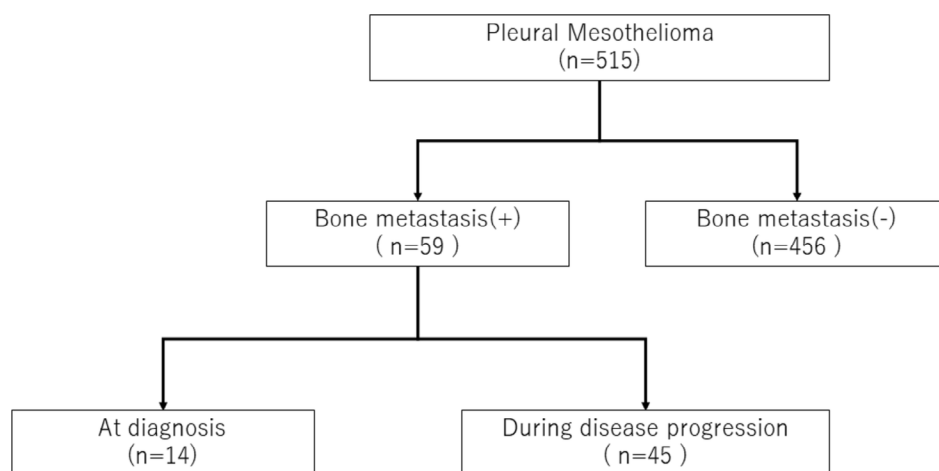 Pleural Mesothelioma
(n=515)
Bone metastasis(+)
( n=59 )
Bone metastasis(-)
(n=456 )
At diagnosis
(n=14)
During disease progression
( n=45 )